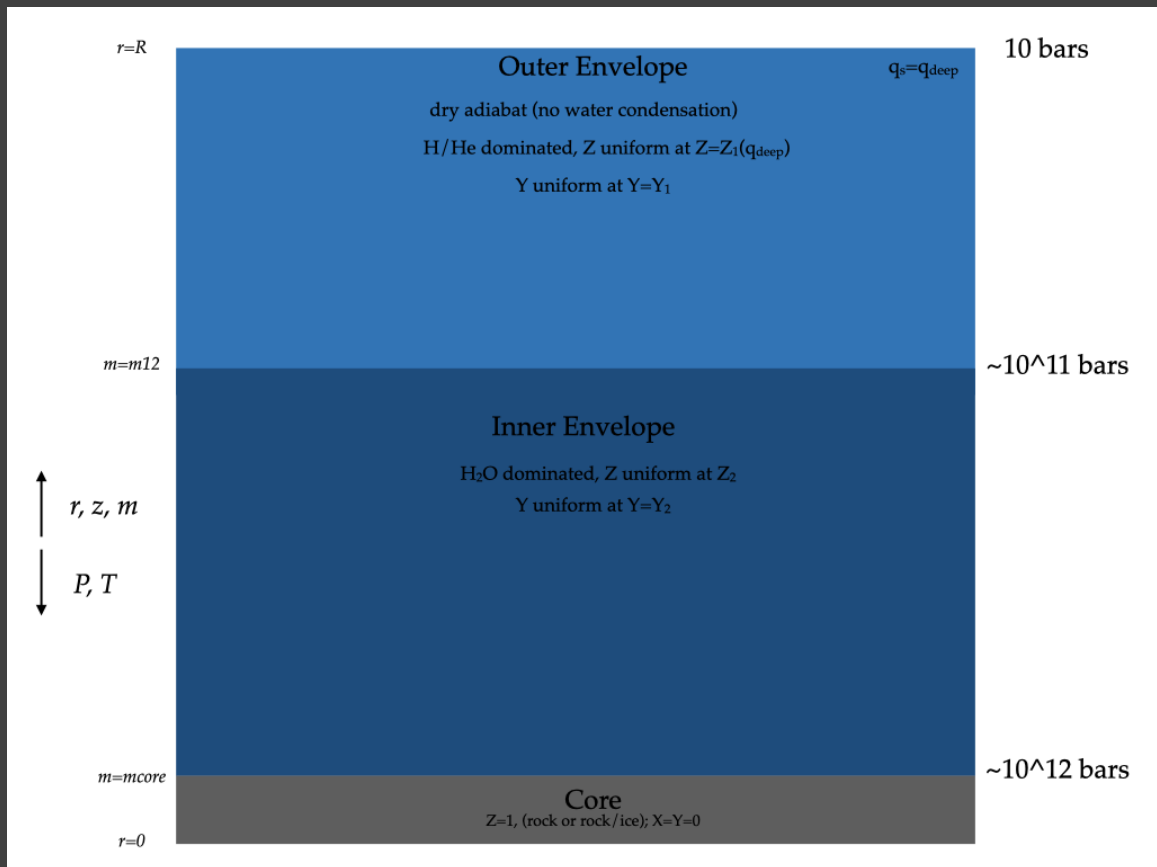 r=R
10 bars
Outer Envelope
qs=qdeep
dry adiabat (no water condensation)
H/He dominated, Z uniform at Z=Z1(qdeep)
Y uniform at Y=Y1
m=m12
~10^11 bars
Inner Envelope
H2O dominated, Z uniform at Z2
Y uniform at Y=Y2
r, z, m
P, T
m=mcore
~10^12 bars
Core
Z=1, (rock or rock/ice); X=Y=0
r=0